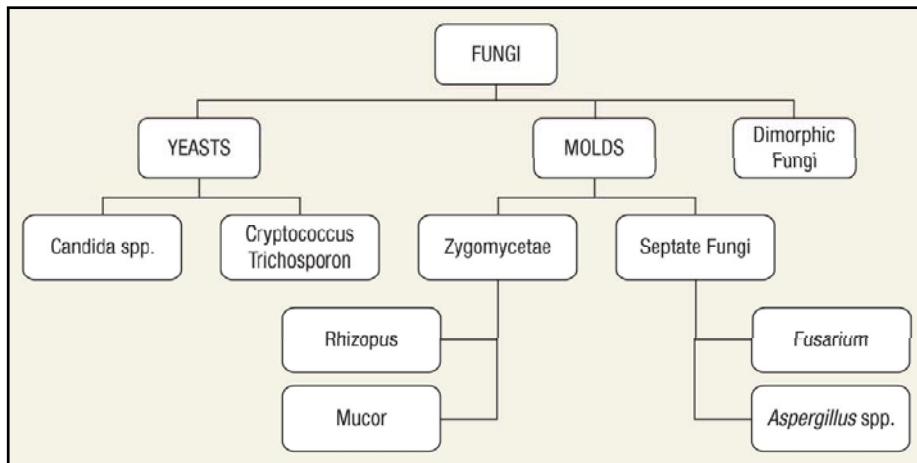 FUNGI
YEASTS
MOLDS
Dimorphic
Fungi
Candida spp.
Cryptococcus
Trichosporon
Zygomycetae
Septate Fungi
Rhizopus
Fusarium
Mucor
Aspergillus spp.